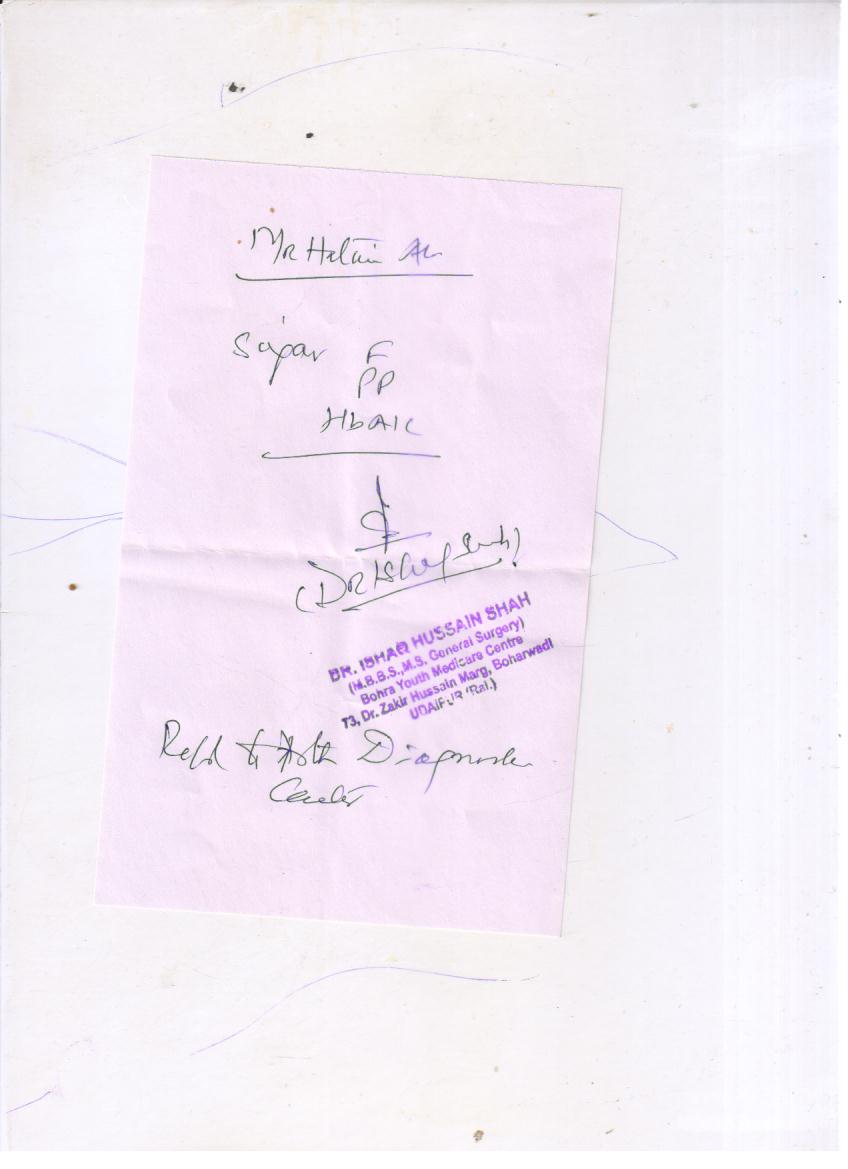 Mr Hatim Ali
Sugar F
PP
HbA1c
(Dr Ishaq Shah)
DR. ISHAQ HUSSAIN SHAH
(M.B.B.S.,M.S. General Surgery)
Bohra Youth Medicare Centre
T3, Dr. Zakir Hussain Marg, Boharwadi
UDAIPUR (Raj.)
Refd to Diagnostic
Center